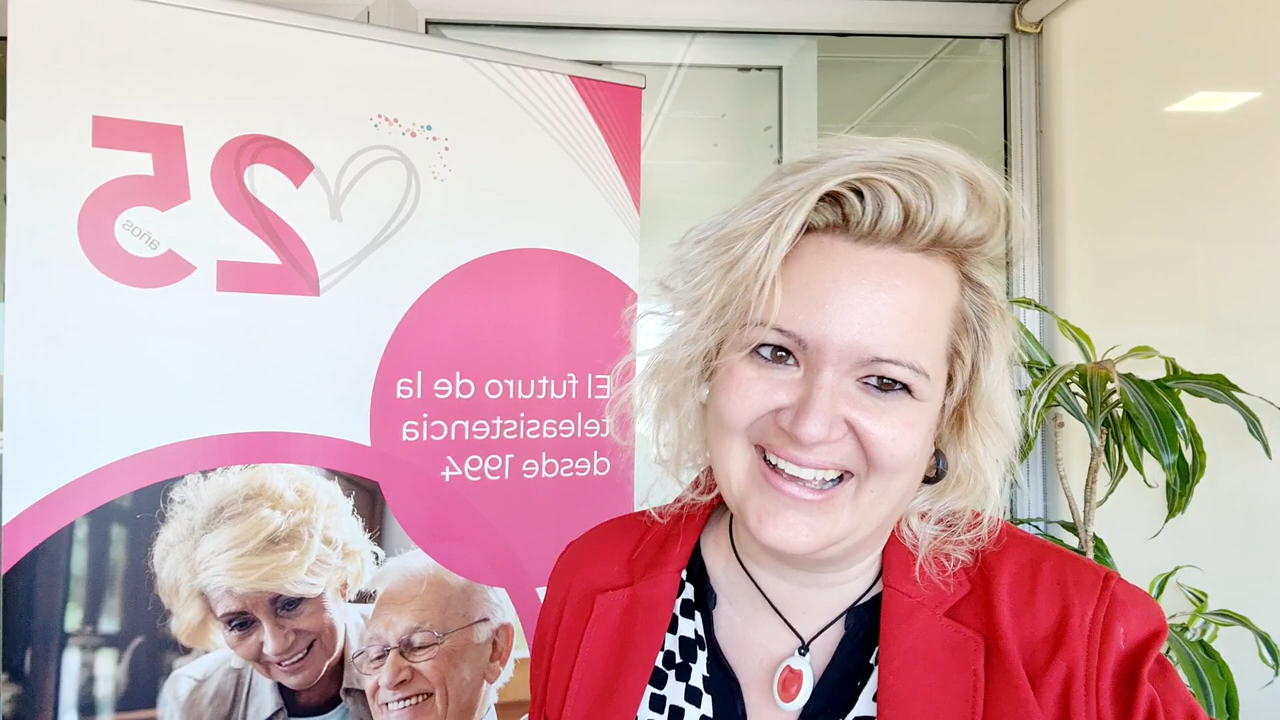 25
años
El futuro de la
teleasistencia
desde 1994